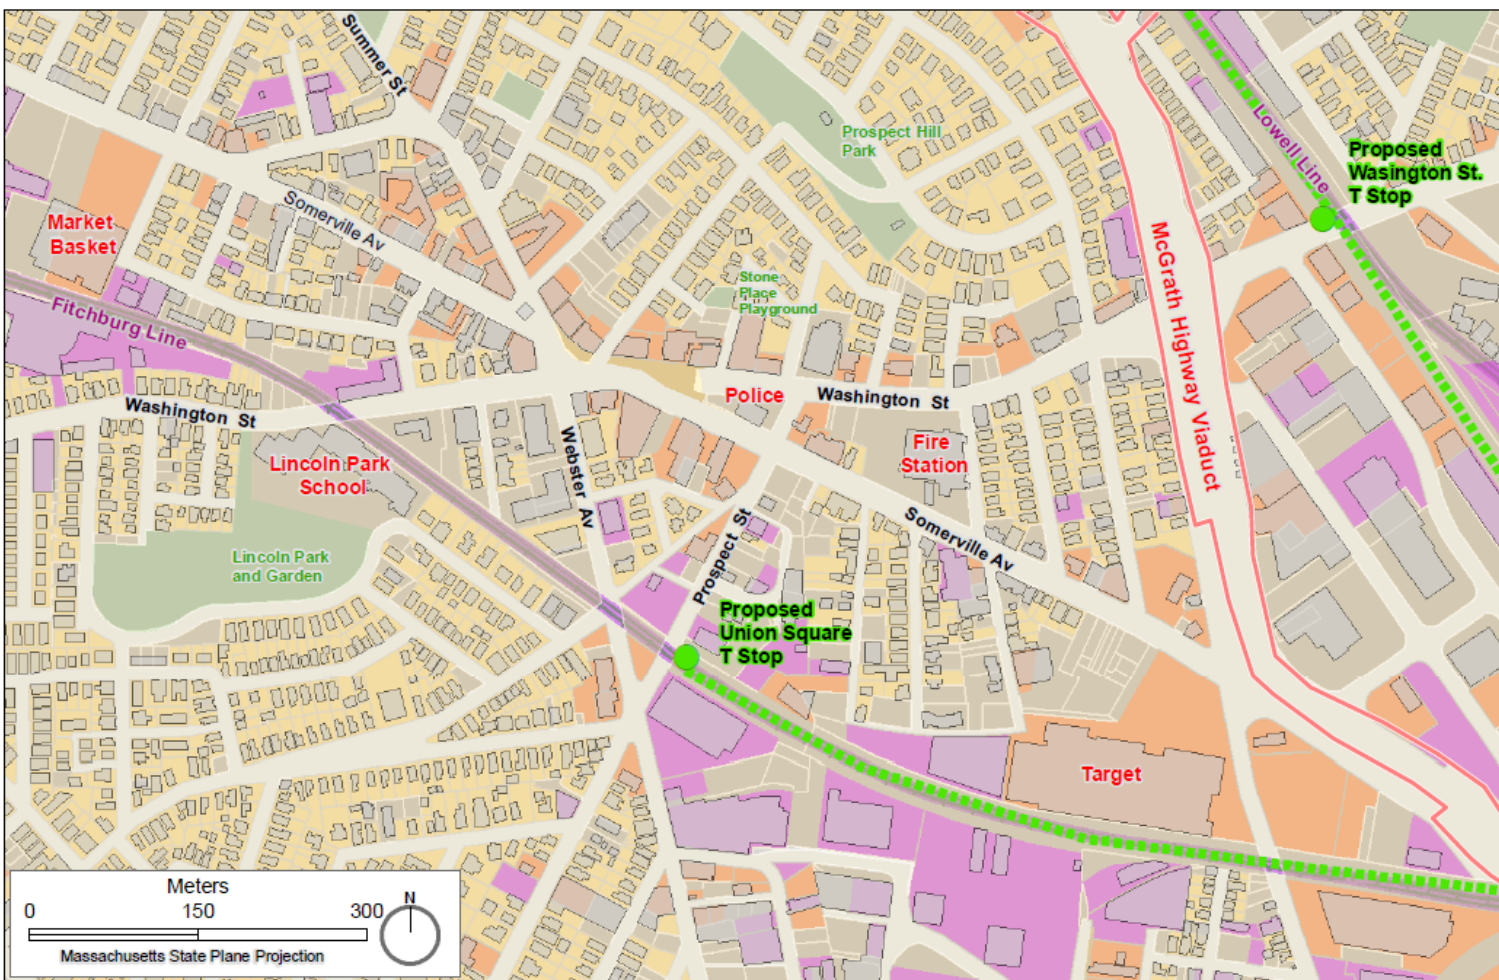 Summer St
Prospect Hill
Park
Lowell Line
Proposed
Wasington St.
T Stop
Market
Basket
Somerville Av
McGrath Highway Viaduct
Stone
Place
Playground
Fitchburg Line
Police
Washington St
Washington St
Webster Av
Fire
Station
Lincoln Park
School
Somerville Av
Prospect St
Lincoln Park
and Garden
Proposed
Union Square
T Stop
Target
Meters
0 150 300
N
Massachusetts State Plane Projection